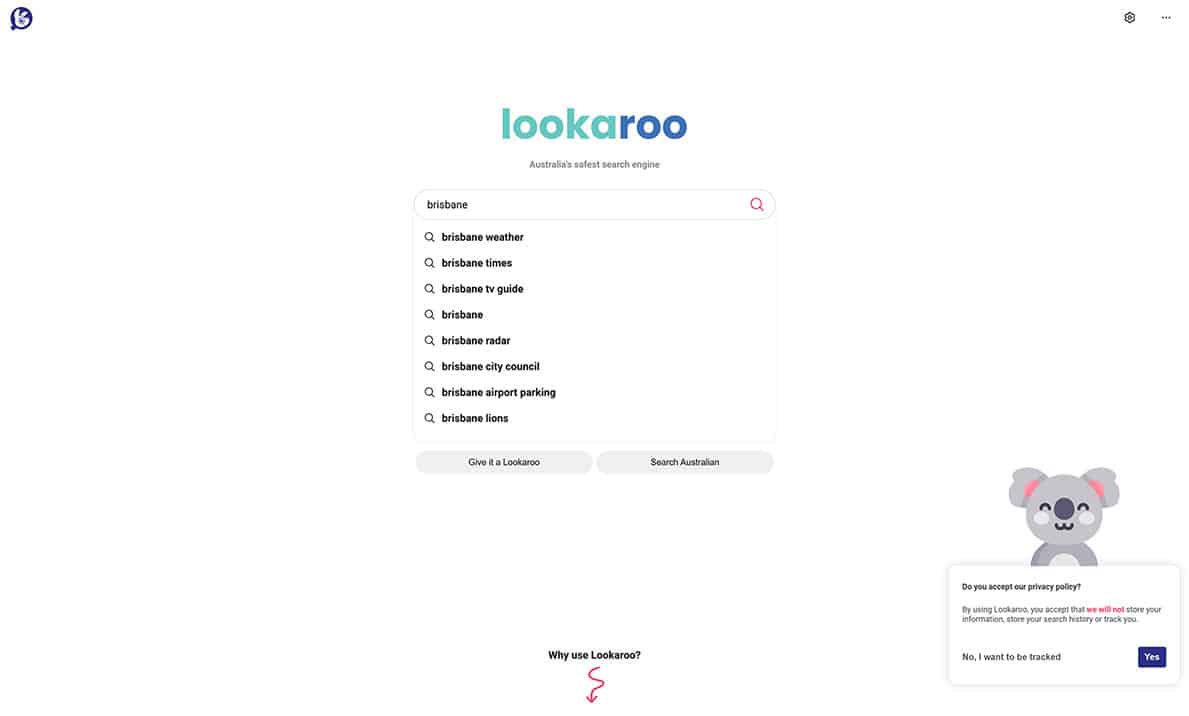 lookaroo
Australia's safest search engine
brisbane
brisbane weather
brisbane times
brisbane tv guide
brisbane
brisbane radar
brisbane city council
brisbane airport parking
brisbane lions
Give it a Lookaroo
Search Australian
Do you accept our privacy policy?
By using Lookaroo, you accept that we will not store your
information, store your search history or track you.
No, I want to be tracked
Yes
Why use Lookaroo?